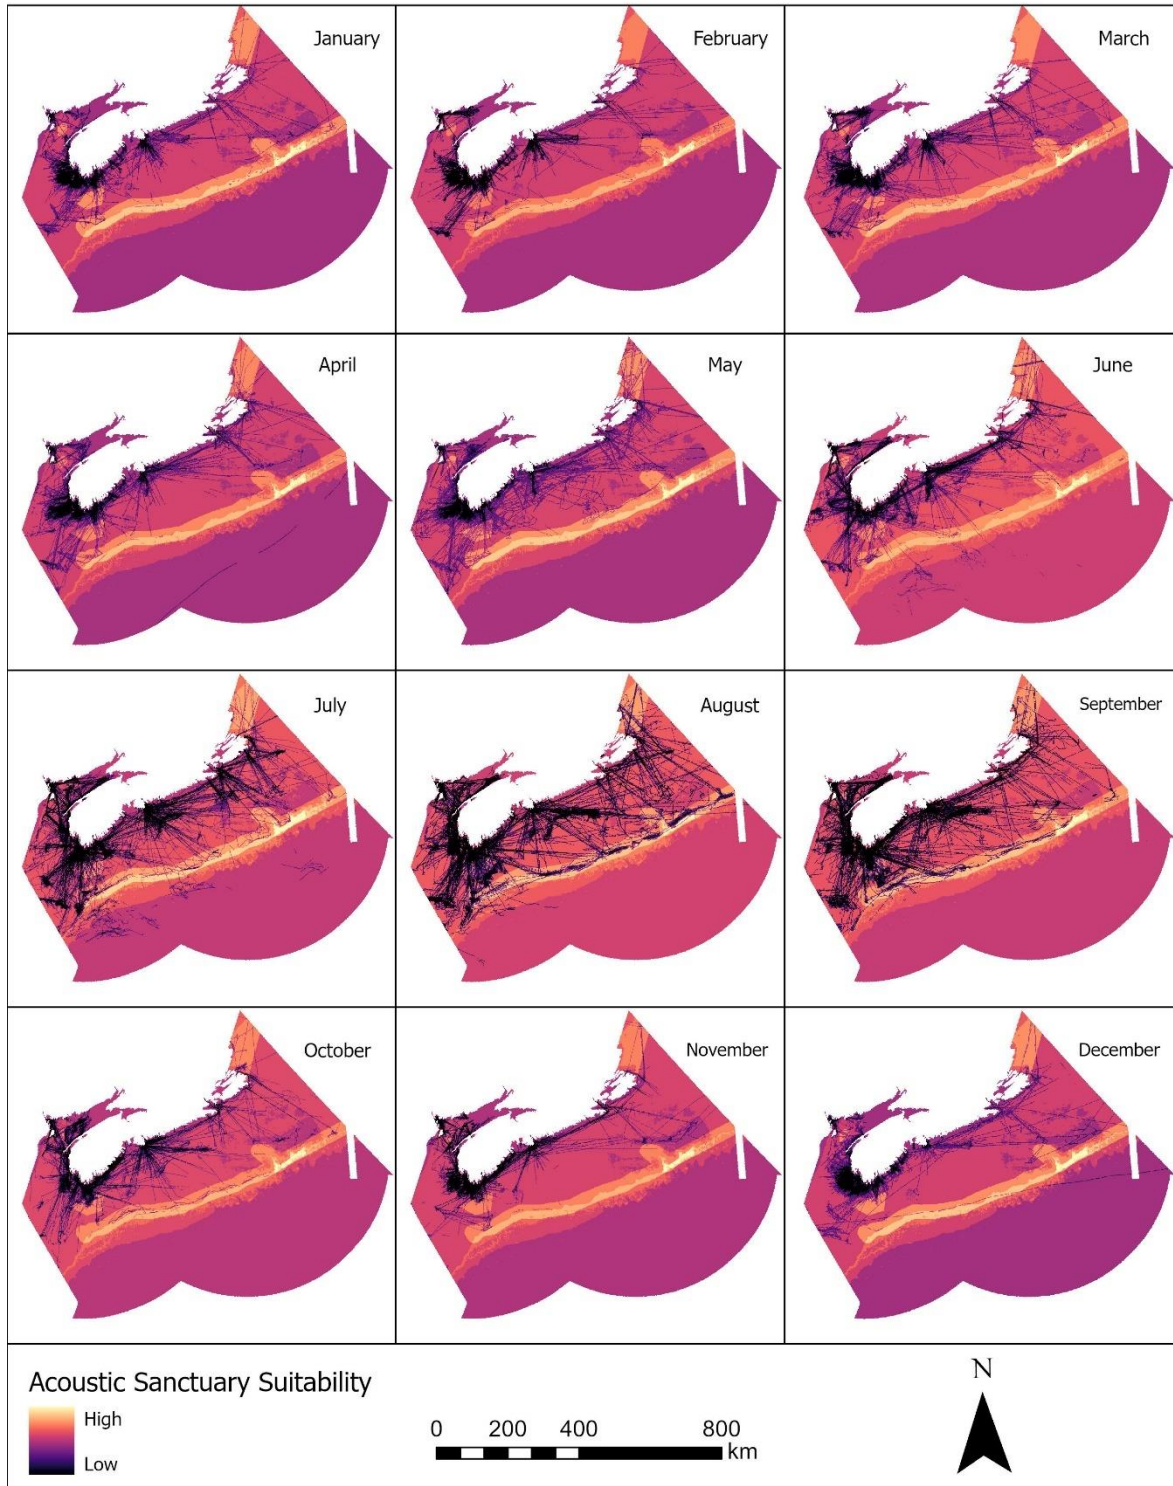 January
February
March
April
May
June
July
August
September
October
November
December
Acoustic Sanctuary Suitability
High
Low
0 200 400 800
km
N